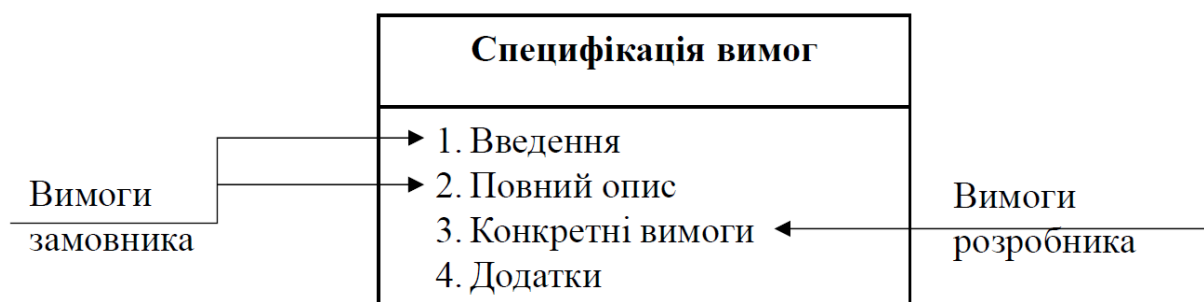 Специфікація вимог
1. Введення
2. Повний опис
3. Конкретні вимоги
4. Додатки
Вимоги
замовника
Вимоги
розробника